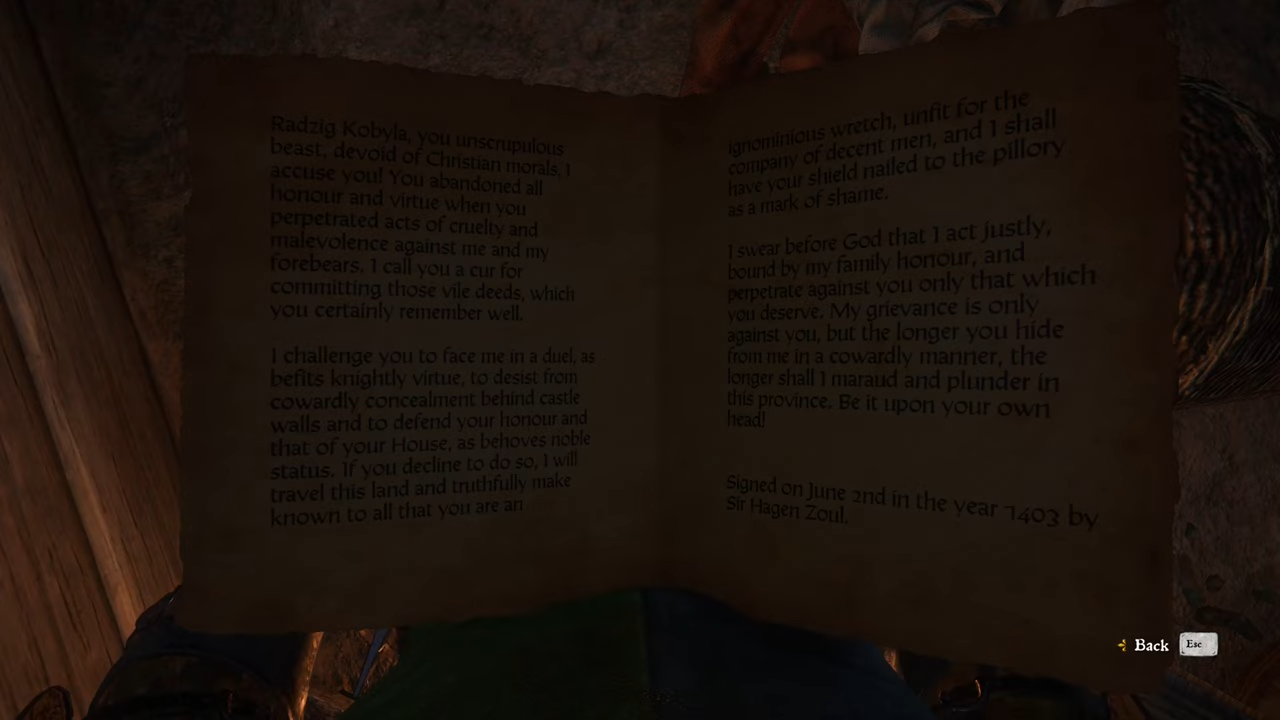 Radzig Kobyla, you unscrupulous
beast, devoid of Christian morals, I
accuse you! You abandoned all
honour and virtue when you
perpetrated acts of cruelty and
malevolence against me and my
forebears. I call you a cur for
committing those vile deeds, which
you certainly remember well.
I challenge you to face me in a duel, as
befits knightly virtue, to desist from
cowardly concealment behind castle
walls and to defend your honour and
that of your House, as behoves noble
status. If you decline to do so, I will
travel this land and truthfully make
known to all that you are an
ignominious wretch, unfit for the
company of decent men, and I shall
have your shield nailed to the pillory
as a mark of shame.
I swear before God that I act justly,
bound by my family honour, and
perpetrate against you only that which
you deserve. My grievance is only
against you, but the longer you hide
from me in a cowardly manner, the
longer shall I maraud and plunder in
this province. Be it upon your own
head!
Signed on June 2nd in the year 1403 by
Sir Hagen Zoul.
Back Esc